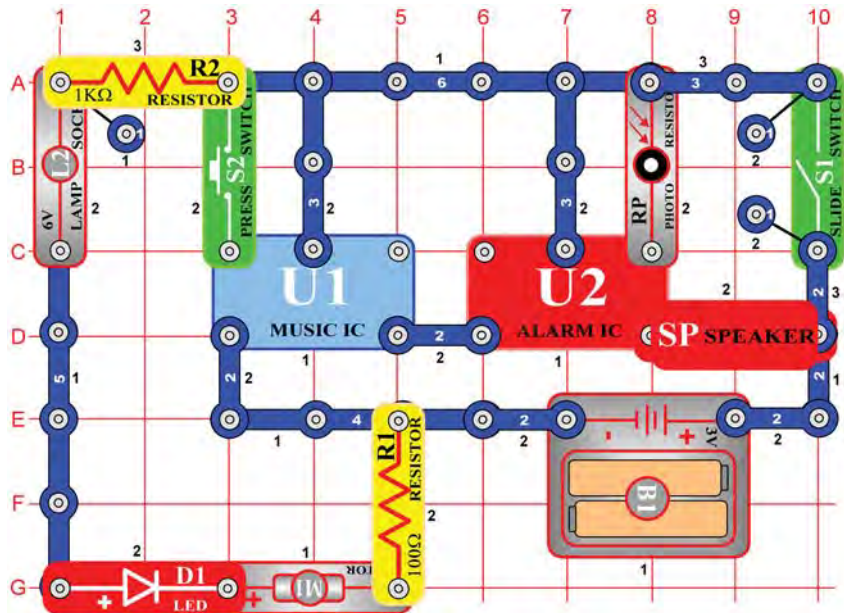 1 2 3 4 5 6 7 8 9 10
3 1 3
A R2 6 3
1KΩ RESISTOR SWITCH RESISTOR SWITCH
1 1
1 2
B L2 S2 S1
6V LAMP 2 2 PRESS 3 2 3 2 RP PHOTO 2 1 SLIDE
2
C
U1 U2 2 2 3
D MUSIC IC 2 ALARM IC SP SPEAKER
5 1 2 2 1 2 1 2 1
E 4 2 - + 2
1 2 3V 2
R1 RESISTOR
F 2 B1
100Ω
2 1 1
G D1 M1
+ LED +